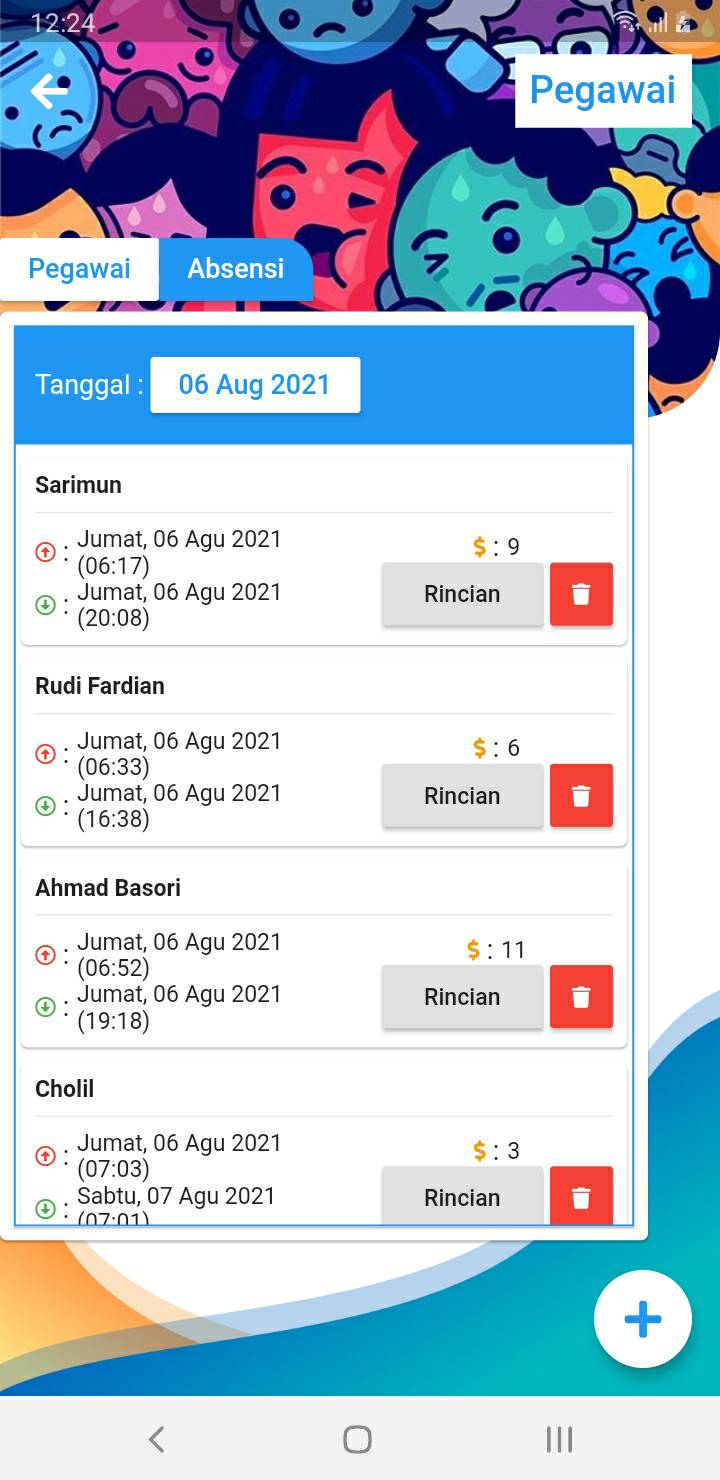 12:24
Pegawai
Pegawai
Absensi
Tanggal : 06 Aug 2021
Sarimun
: Jumat, 06 Agu 2021
(06:17)
: Jumat, 06 Agu 2021
(20:08)
$ : 9
Rincian
Rudi Fardian
: Jumat, 06 Agu 2021
(06:33)
: Jumat, 06 Agu 2021
(16:38)
$ : 6
Rincian
Ahmad Basori
: Jumat, 06 Agu 2021
(06:52)
: Jumat, 06 Agu 2021
(19:18)
$ : 11
Rincian
Cholil
: Jumat, 06 Agu 2021
(07:03)
: Sabtu, 07 Agu 2021
(07:01)
$ : 3
Rincian